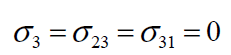 σ₃ = σ₂₃ = σ₃₁ = 0